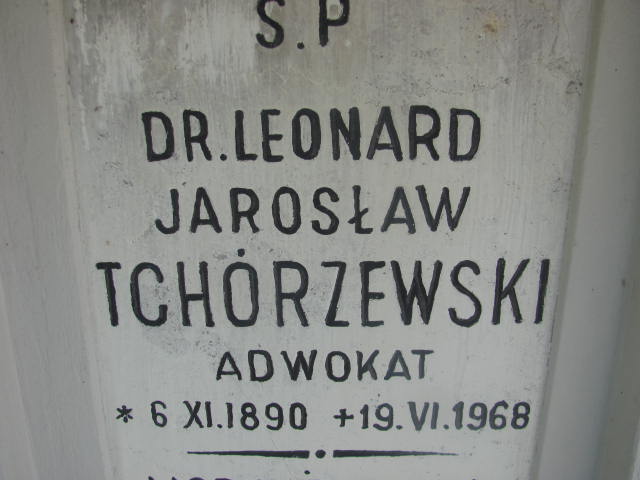 S.P
DR. LEONARD
JAROSŁAW
TCHÓRZEWSKI
ADWOKAT
* 6 XI.1890 +19.VI.1968